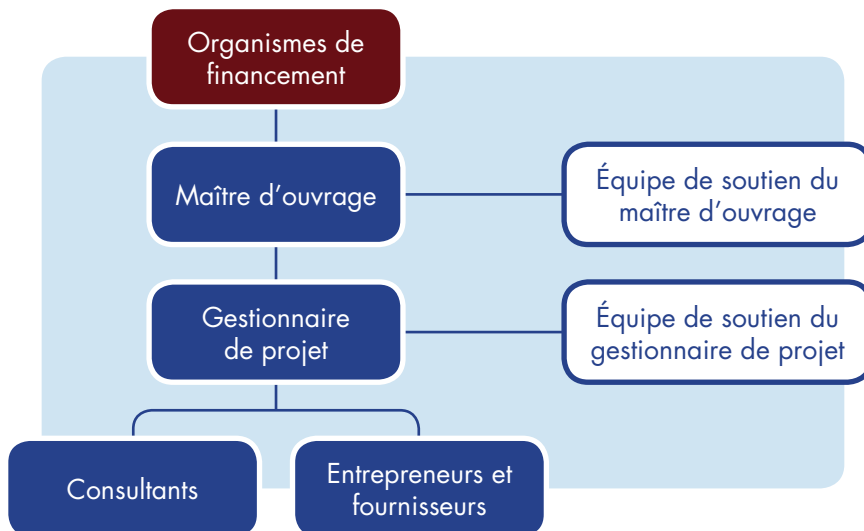 Organismes de
financement
Maître d’ouvrage
Équipe de soutien du
maître d’ouvrage
Gestionnaire
de projet
Équipe de soutien du
gestionnaire de projet
Consultants
Entrepreneurs et
fournisseurs